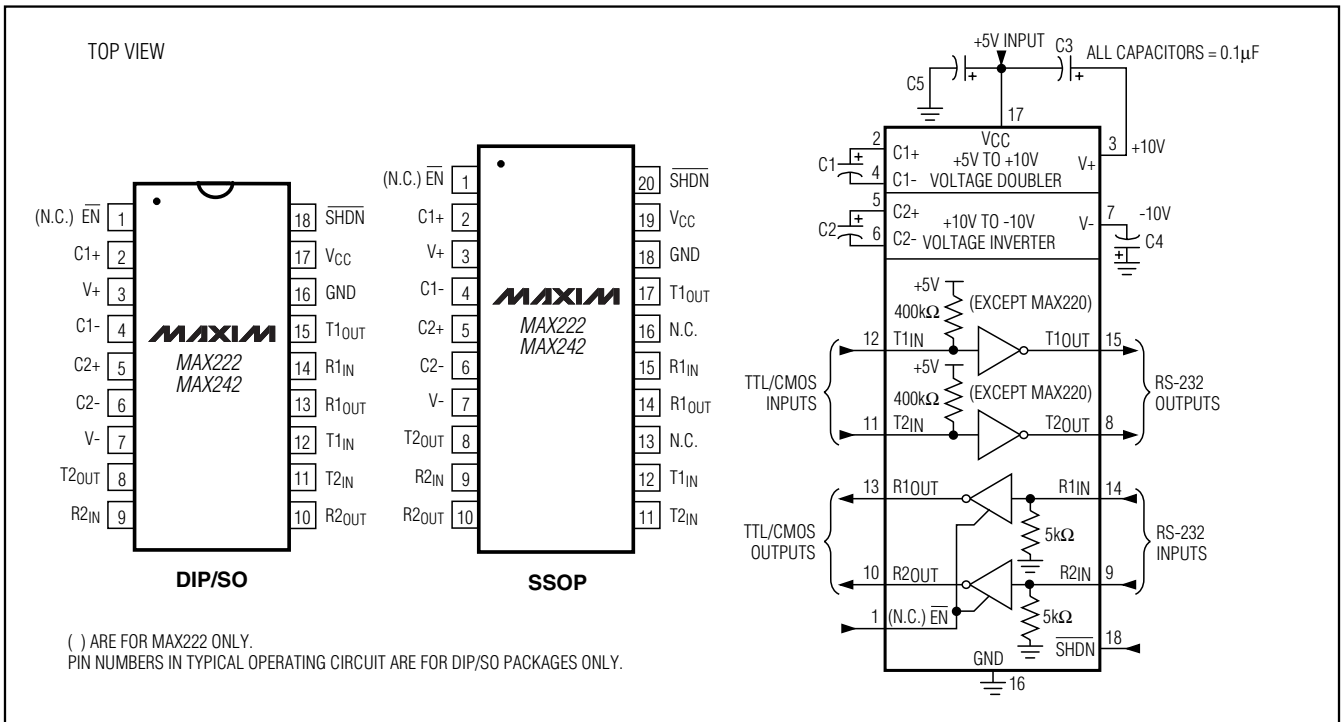 TOP VIEW
(N.C.) EN 1
C1+ 2
V+ 3
C1- 4
C2+ 5
C2- 6
V- 7
T2OUT 8
R2IN 9
18 SHDN
17 VCC
16 GND
15 T1OUT
14 R1IN
13 R1OUT
12 T1IN
11 T2IN
10 R2OUT
MAXIM
MAX222
MAX242
DIP/SO
(N.C.) EN 1
C1+ 2
V+ 3
C1- 4
C2+ 5
C2- 6
V- 7
T2OUT 8
R2IN 9
R2OUT 10
20 SHDN
19 VCC
18 GND
17 T1OUT
16 N.C.
15 R1IN
14 R1OUT
13 N.C.
12 T1IN
11 T2IN
MAXIM
MAX222
MAX242
SSOP
( ) ARE FOR MAX222 ONLY.
PIN NUMBERS IN TYPICAL OPERATING CIRCUIT ARE FOR DIP/SO PACKAGES ONLY.
+5V INPUT
C3
ALL CAPACITORS = 0.1μF
C5
+
+
17
VCC
2
C1+
+5V TO +10V
VOLTAGE DOUBLER
V+
3
+10V
C1
+
4
C1-
5
C2+
+10V TO -10V
VOLTAGE INVERTER
V-
7
-10V
C2
+
6
C2-
C4
+
+5V
400kΩ
(EXCEPT MAX220)
12
T1IN
T1OUT
15
+5V
400kΩ
(EXCEPT MAX220)
11
T2IN
T2OUT
8
TTL/CMOS
INPUTS
RS-232
OUTPUTS
13
R1OUT
R1IN
14
5kΩ
10
R2OUT
R2IN
9
5kΩ
TTL/CMOS
OUTPUTS
RS-232
INPUTS
1
(N.C.) EN
SHDN
18
GND
16